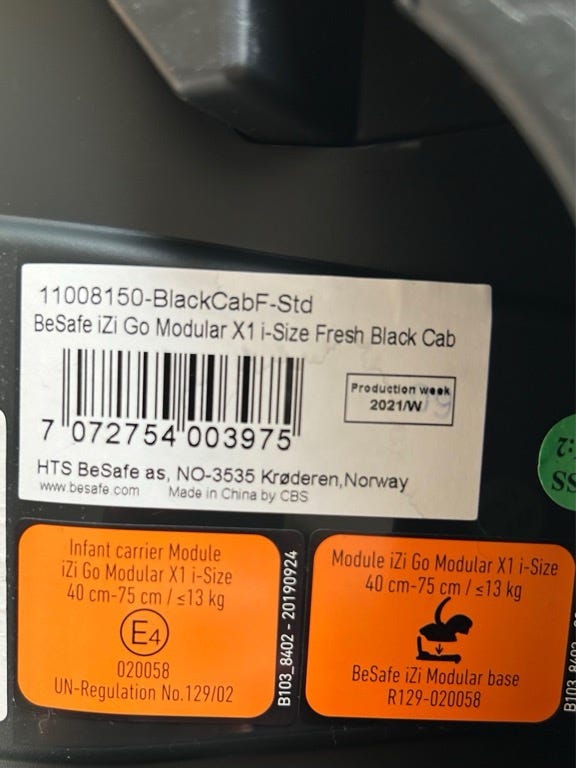 11008150-BlackCabF-Std
BeSafe iZi Go Modular X1 i-Size Fresh Black Cab
Production week
2021/W
7 072754 003975
HTS BeSafe as, NO-3535 Krøderen, Norway
www.besafe.com Made in China by CBS
Infant carrier Module
iZi Go Modular X1 i-Size
40 cm-75 cm / ≤13 kg
E4
020058
UN-Regulation No.129/02
B103_8402 - 20190924
Module iZi Go Modular X1 i-Size
40 cm-75 cm / ≤13 kg
BeSafe iZi Modular base
R129-020058
B103_8402